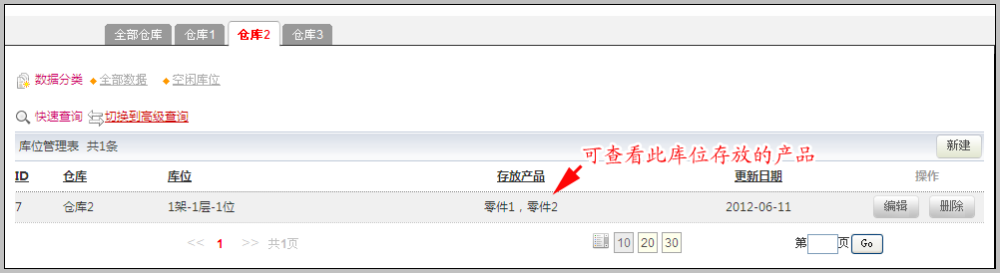 全部仓库 仓库1 仓库2 仓库3
数据分类 全部数据 空闲库位
快速查询 切换到高级查询
库位管理表 共1条 新建
可查看此库位存放的产品
ID 仓库 库位 存放产品 更新日期 操作
7 仓库2 1架-1层-1位 零件1，零件2 2012-06-11 编辑 删除
<< 1 >> 共1页 10 20 30 第 页 Go